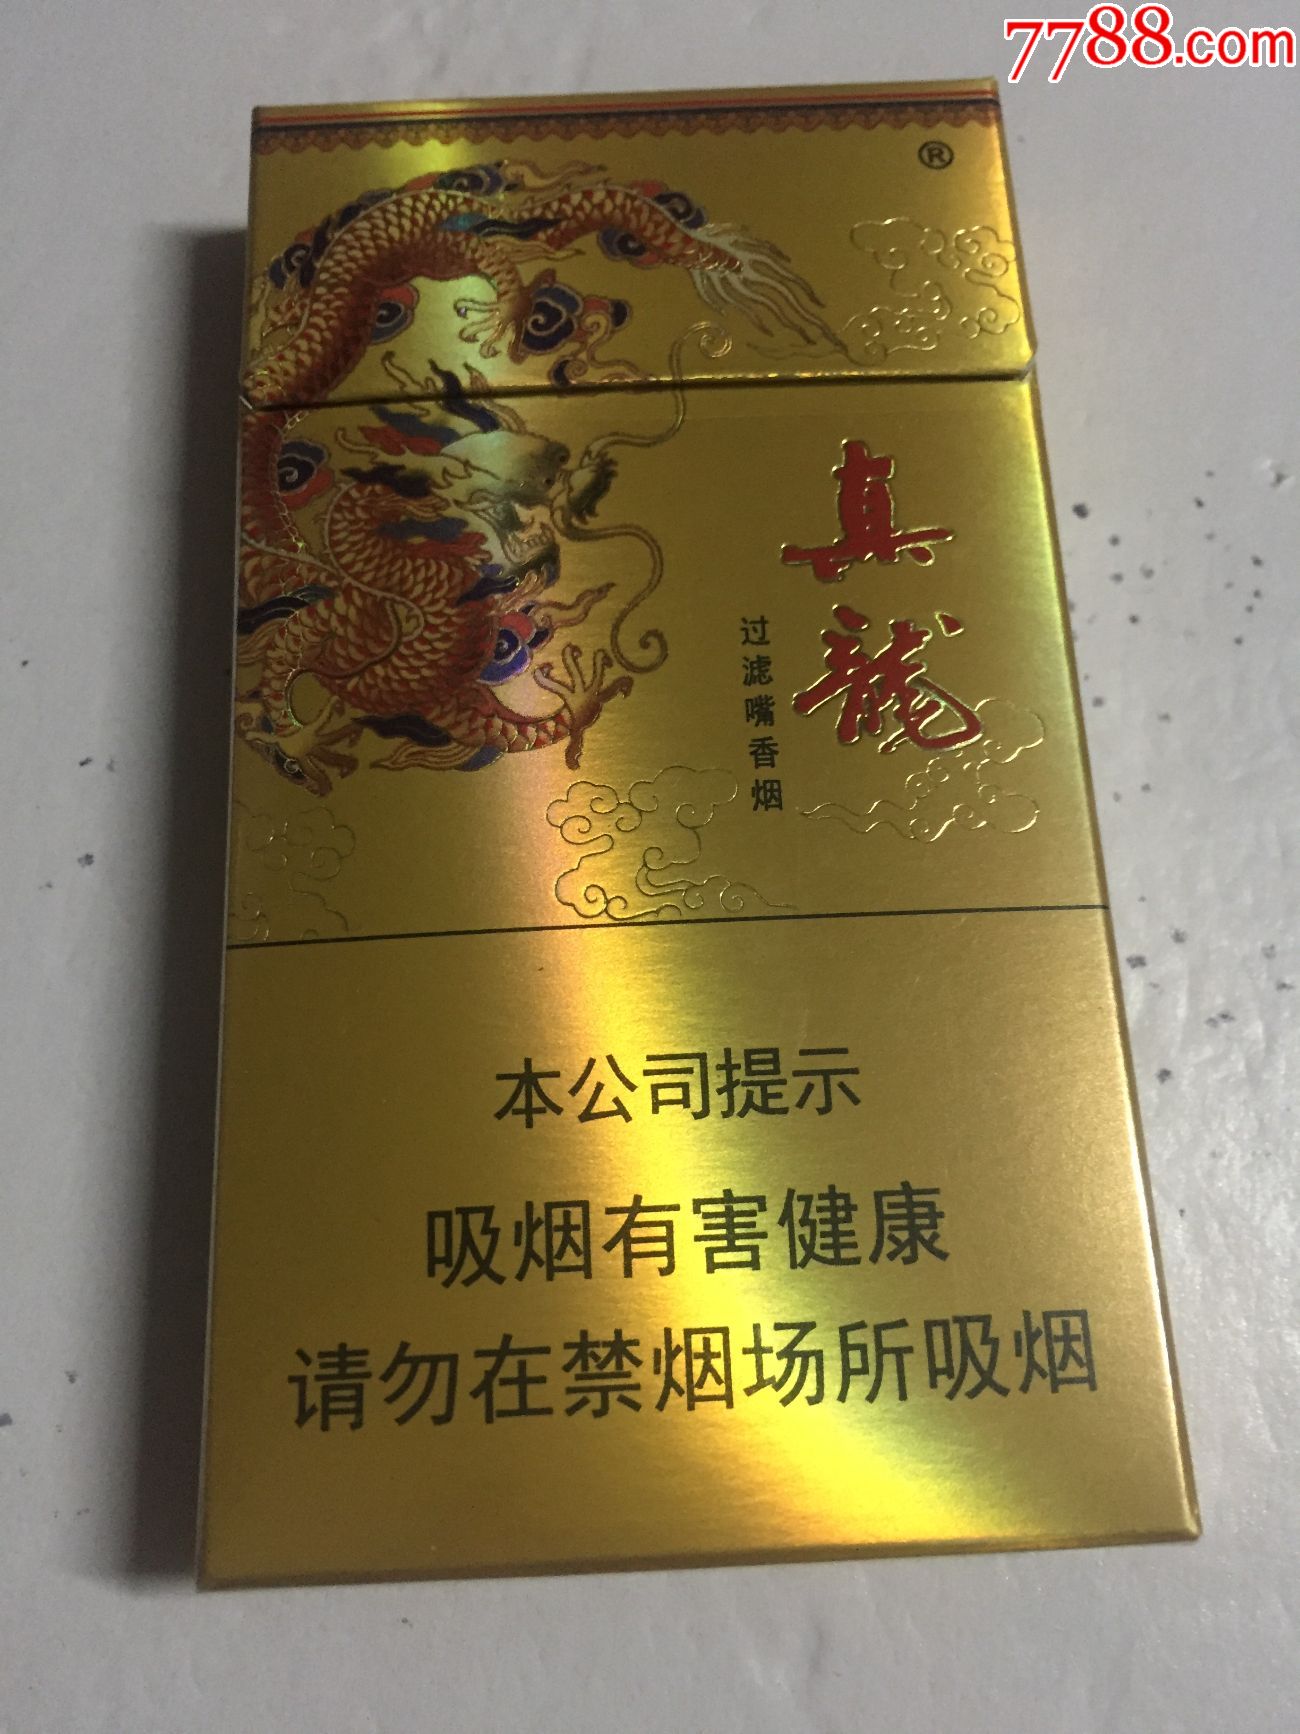 7788.com
®
真龍
过滤嘴香烟
本公司提示
吸烟有害健康
请勿在禁烟场所吸烟